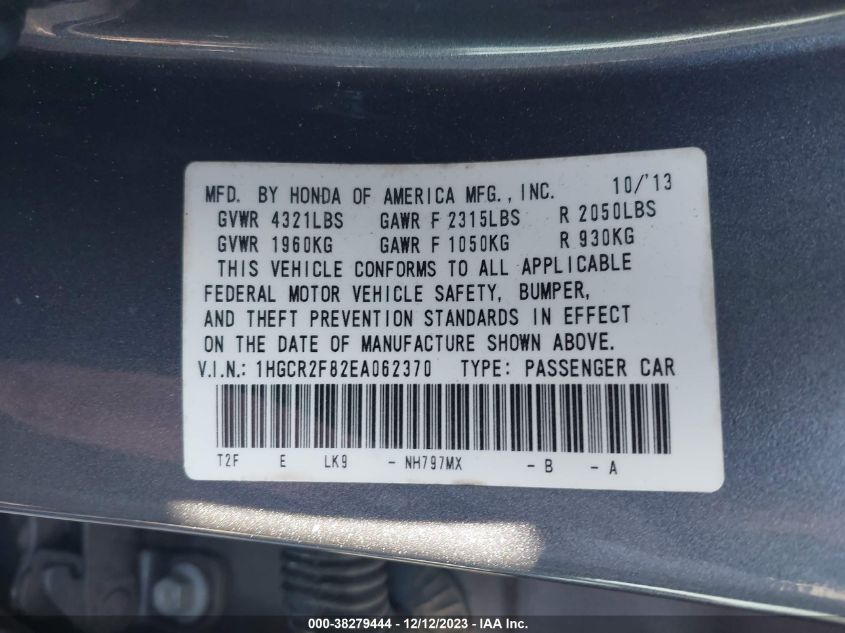 MFD. BY HONDA OF AMERICA MFG., INC. 10/'13
GVWR 4321LBS GAWR F 2315LBS R 2050LBS
GVWR 1960KG GAWR F 1050KG R 930KG
THIS VEHICLE CONFORMS TO ALL APPLICABLE
FEDERAL MOTOR VEHICLE SAFETY, BUMPER,
AND THEFT PREVENTION STANDARDS IN EFFECT
ON THE DATE OF MANUFACTURE SHOWN ABOVE.
V.I.N.: 1HGCR2F82EA062370 TYPE: PASSENGER CAR
T2F E LK9 - NH797MX - B - A
000-38279444 - 12/12/2023 - IAA Inc.